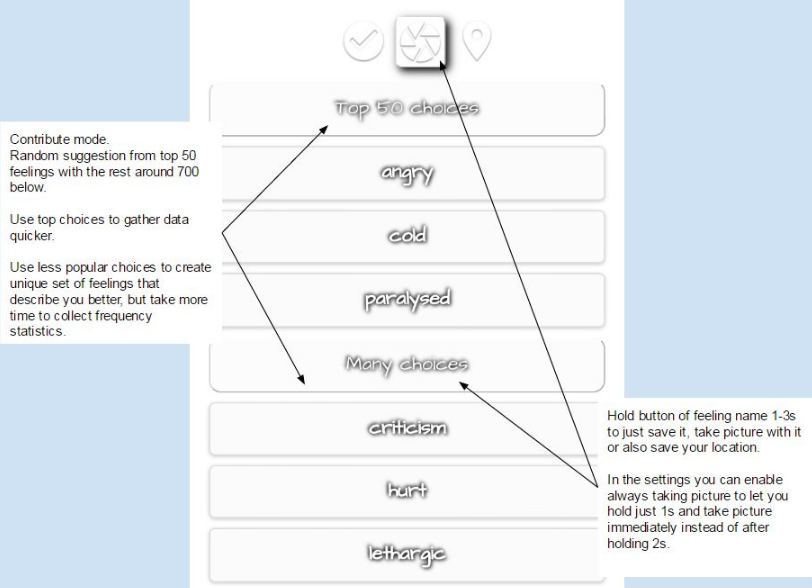 Top 50 choices
Contribute mode.
Random suggestion from top 50
feelings with the rest around 700
below.
Use top choices to gather data
quicker.
Use less popular choices to create
unique set of feelings that
describe you better, but take more
time to collect frequency
statistics.
angry
cold
paralysed
Many choices
criticism
hurt
lethargic
Hold button of feeling name 1-3s
to just save it, take picture with it
or also save your location.
In the settings you can enable
always taking picture to let you
hold just 1s and take picture
immediately instead of after
holding 2s.